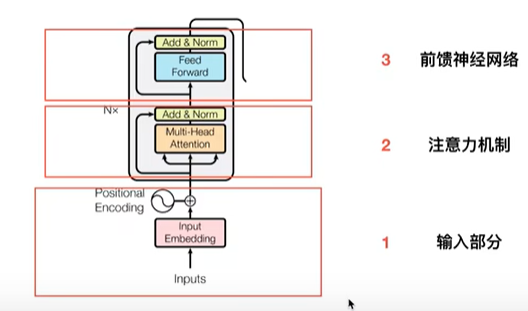 Add & Norm
Feed
Forward
3 前馈神经网络
Nx
Add & Norm
Multi-Head
Attention
2 注意力机制
Positional
Encoding
Input
Embedding
1 输入部分
Inputs